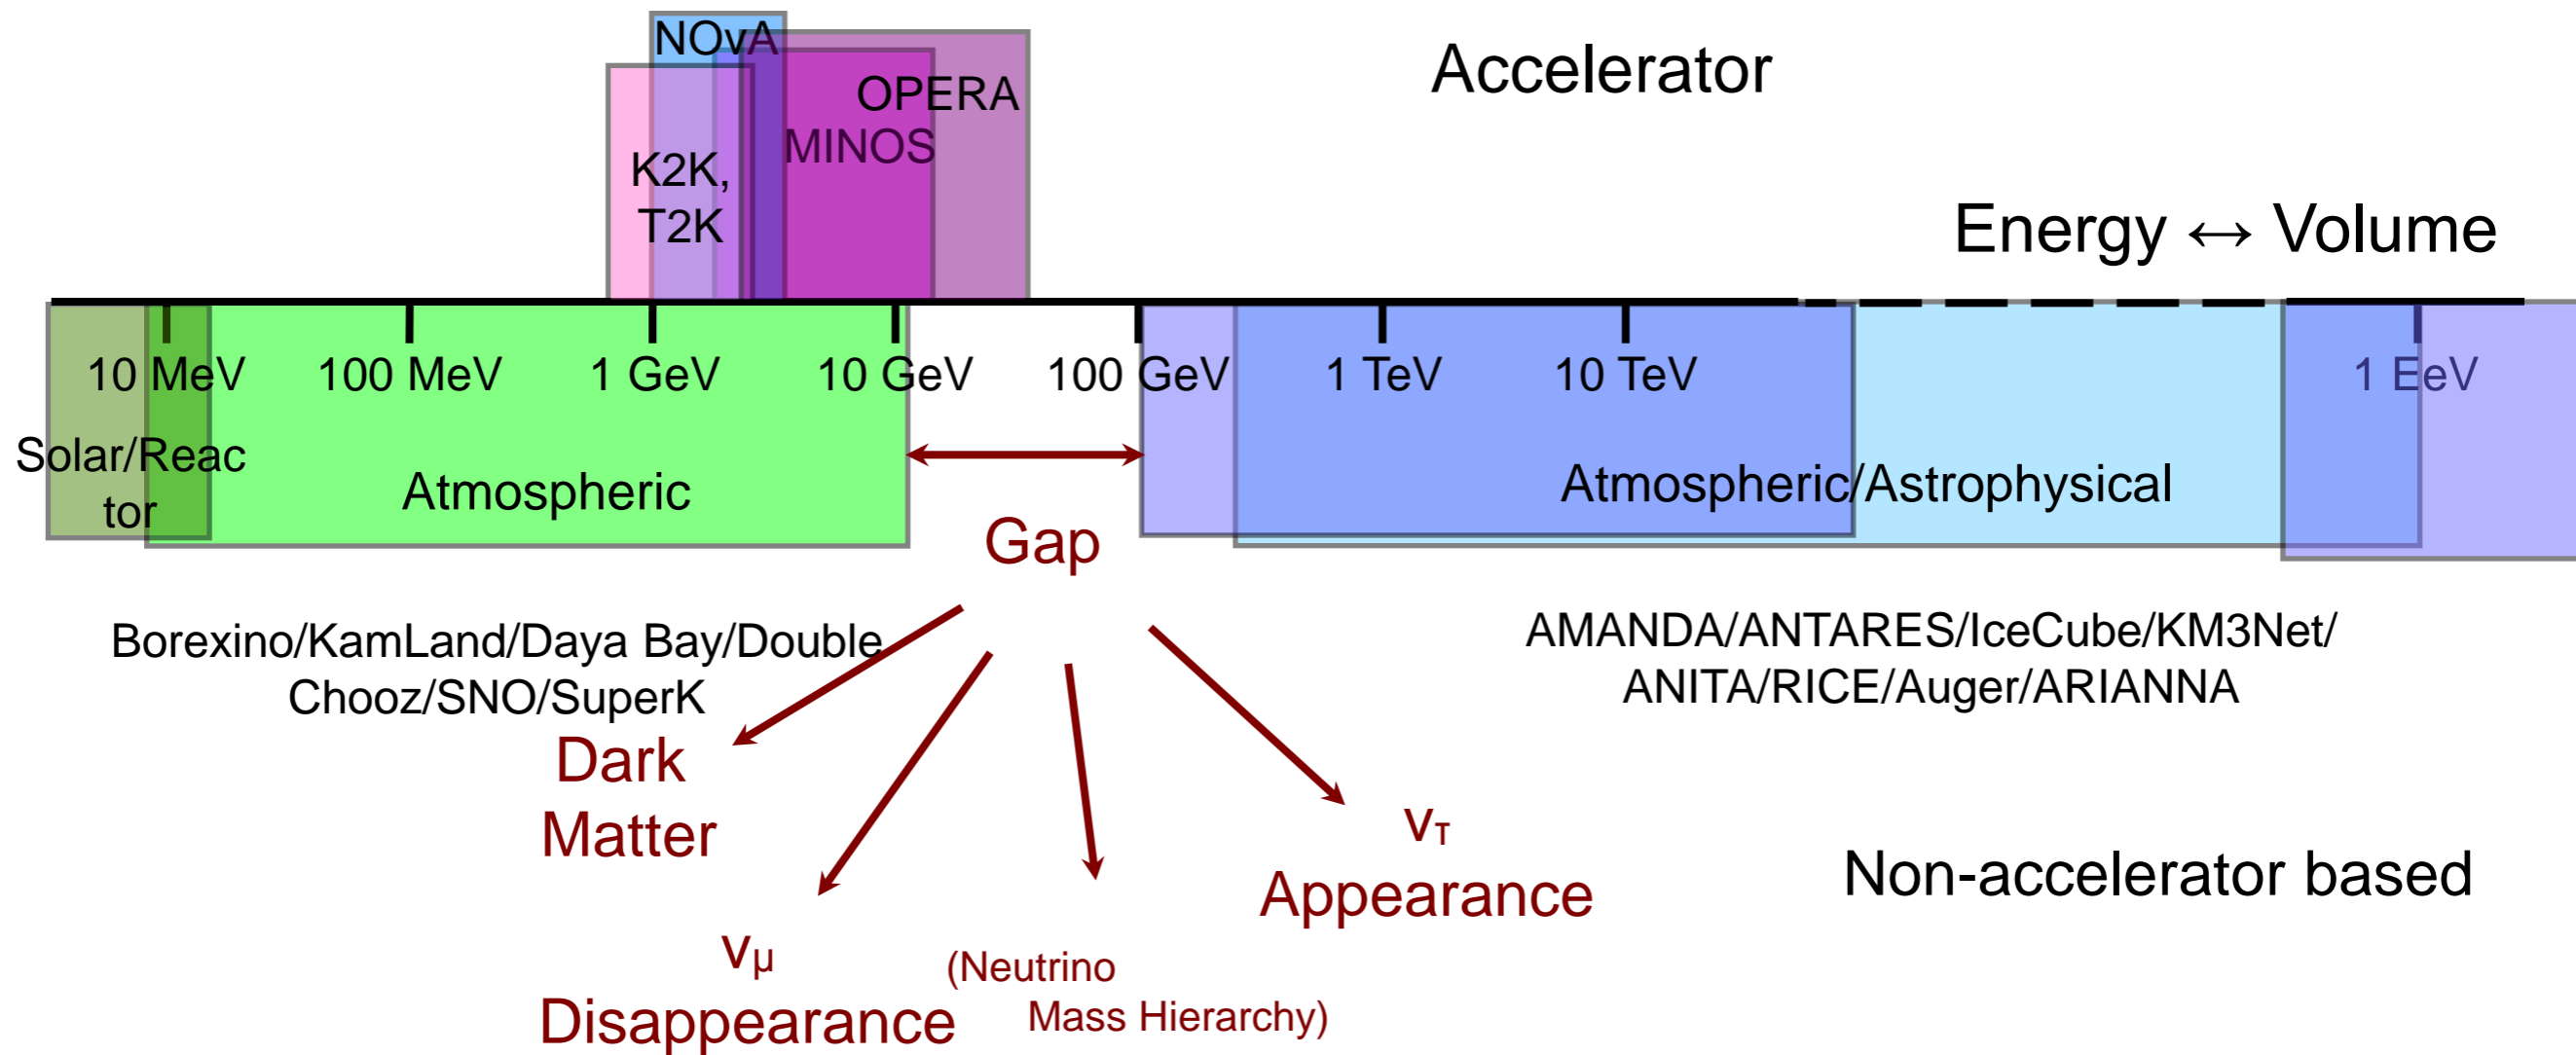 NOνA
Accelerator
OPERA
MINOS
K2K,
T2K
Energy ↔ Volume
10 MeV
100 MeV
1 GeV
10 GeV
100 GeV
1 TeV
10 TeV
1 EeV
Solar/Reac
tor
Atmospheric
Atmospheric/Astrophysical
Gap
Borexino/KamLand/Daya Bay/Double
Chooz/SNO/SuperK
AMANDA/ANTARES/IceCube/KM3Net/
ANITA/RICE/Auger/ARIANNA
Dark
Matter
ντ
Appearance
Non-accelerator based
νμ
Disappearance
(Neutrino
Mass Hierarchy)